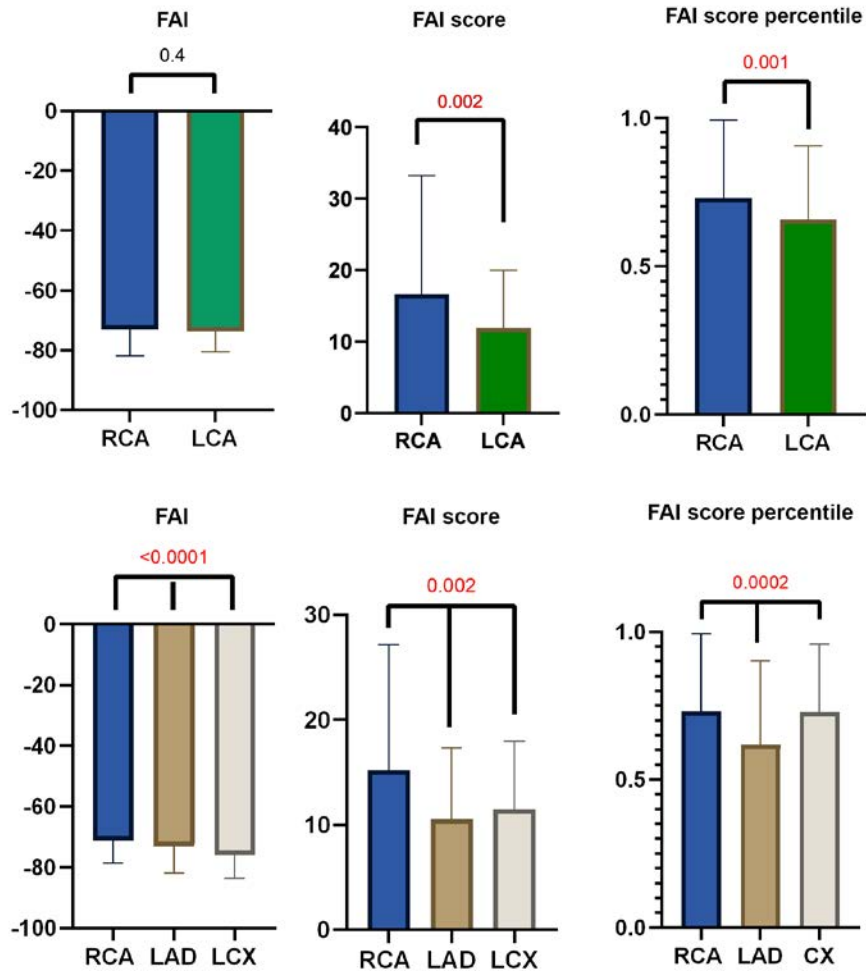 FAI
0.4
0
-20
-40
-60
-80
-100
RCA LCA
FAI score
0.002
40
30
20
10
0
RCA LCA
FAI score percentile
0.001
1.0
0.5
0.0
RCA LCA
FAI
<0.0001
0
-20
-40
-60
-80
-100
RCA LAD LCX
FAI score
0.002
30
20
10
0
RCA LAD LCX
FAI score percentile
0.0002
1.0
0.5
0.0
RCA LAD CX